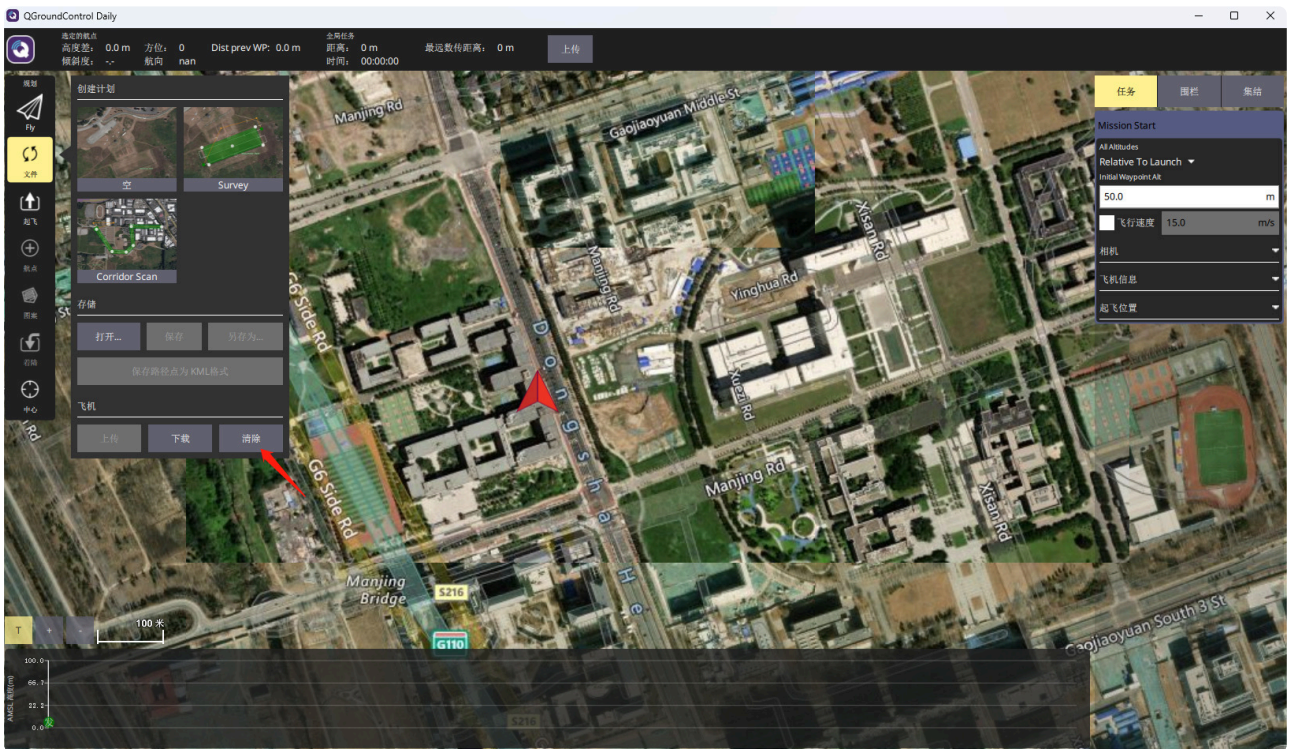 QGroundControl Daily
选定的航点
高度差: 0.0 m 方位: 0 Dist prev WP: 0.0 m
倾斜度: -.- 航向 nan
全局任务
距离: 0 m 最远数传距离: 0 m
时间: 00:00:00
上传
规划
Fly
文件
起飞
航点
图案
着陆
中心
创建计划
空
Survey
Corridor Scan
存储
打开...
保存
另存为...
保存路径点为 KML格式
飞机
上传
下载
清除
任务
围栏
集结
Mission Start
All Altitudes
Relative To Launch
Initial Waypoint Alt
50.0 m
飞行速度 15.0 m/s
相机
飞机信息
起飞位置
Manjing Rd
Gaojiaoyuan Middle St
Xisan Rd
Manjing Rd
Yinghua Rd
G6 Side Rd
Dongsha He
Xuezi Rd
Manjing Rd
Xisan Rd
G6 Side Rd
Rd
St
Manjing
Bridge
S216
G110
Gaojiaoyuan South 3 St
S216
T + -
100 米
AMSL 高度(m)
100.0
66.7
33.3
0.0